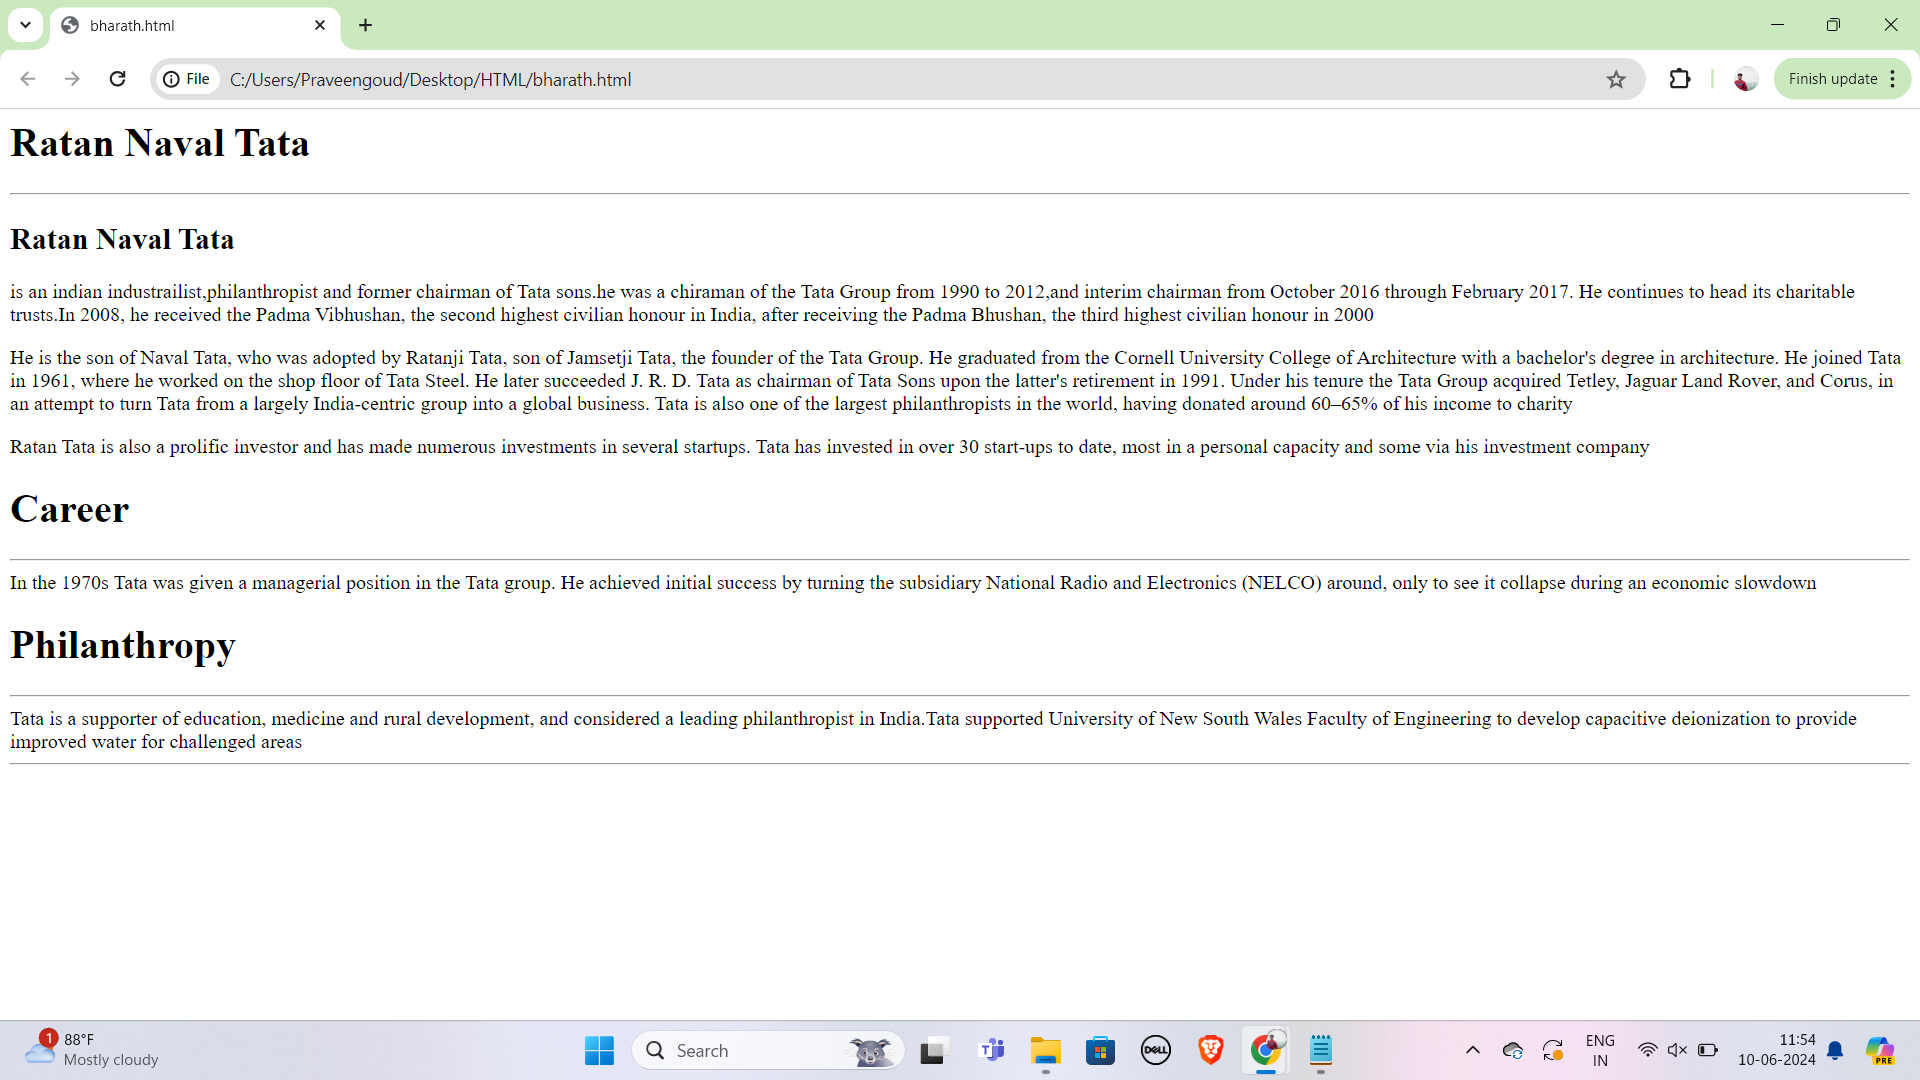 bharath.html
File
C:/Users/Praveengoud/Desktop/HTML/bharath.html
Finish update
Ratan Naval Tata
Ratan Naval Tata
is an indian industrailist,philanthropist and former chairman of Tata sons.he was a chiraman of the Tata Group from 1990 to 2012,and interim chairman from October 2016 through February 2017. He continues to head its charitable
trusts.In 2008, he received the Padma Vibhushan, the second highest civilian honour in India, after receiving the Padma Bhushan, the third highest civilian honour in 2000
He is the son of Naval Tata, who was adopted by Ratanji Tata, son of Jamsetji Tata, the founder of the Tata Group. He graduated from the Cornell University College of Architecture with a bachelor's degree in architecture. He joined Tata
in 1961, where he worked on the shop floor of Tata Steel. He later succeeded J. R. D. Tata as chairman of Tata Sons upon the latter's retirement in 1991. Under his tenure the Tata Group acquired Tetley, Jaguar Land Rover, and Corus, in
an attempt to turn Tata from a largely India-centric group into a global business. Tata is also one of the largest philanthropists in the world, having donated around 60–65% of his income to charity
Ratan Tata is also a prolific investor and has made numerous investments in several startups. Tata has invested in over 30 start-ups to date, most in a personal capacity and some via his investment company
Career
In the 1970s Tata was given a managerial position in the Tata group. He achieved initial success by turning the subsidiary National Radio and Electronics (NELCO) around, only to see it collapse during an economic slowdown
Philanthropy
Tata is a supporter of education, medicine and rural development, and considered a leading philanthropist in India.Tata supported University of New South Wales Faculty of Engineering to develop capacitive deionization to provide
improved water for challenged areas
1
88°F
Mostly cloudy
Search
DELL
ENG
IN
11:54
10-06-2024
PRE